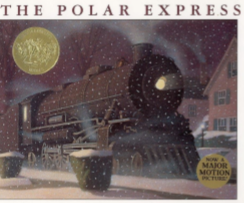 THE POLAR EXPRESS
NOW A
MAJOR
MOTION
PICTURE!